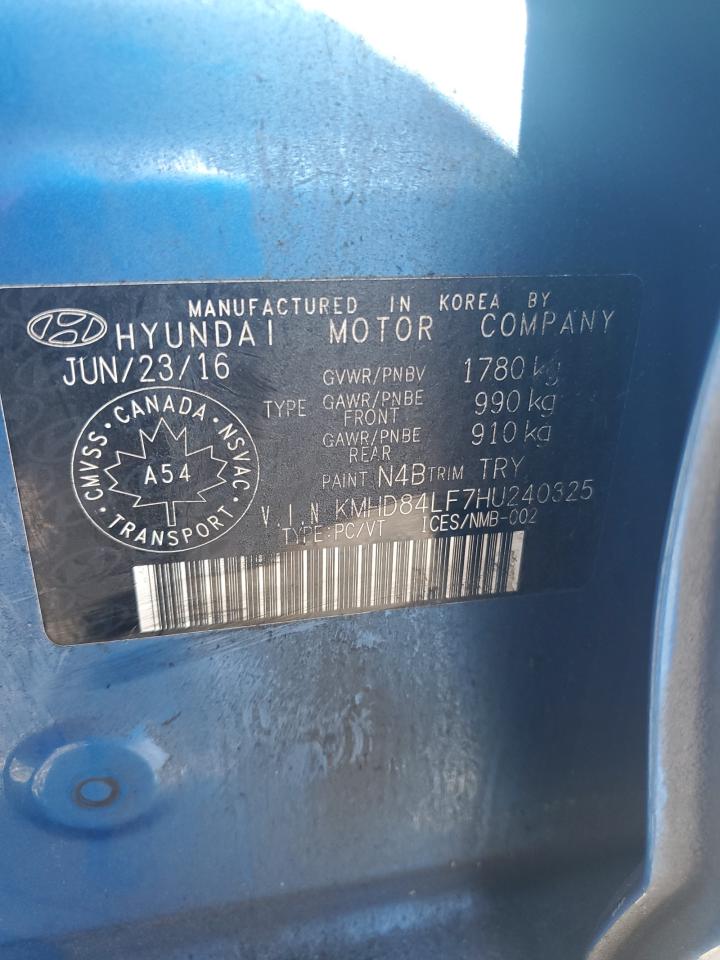 MANUFACTURED IN KOREA BY
HYUNDAI MOTOR COMPANY
JUN/23/16
GVWR/PNBV 1780 kg
TYPE GAWR/PNBE FRONT 990 kg
GAWR/PNBE REAR 910 kg
PAINT N4B TRIM TRY
CMVSS · CANADA · NSVAC ·
A54
TRANSPORT
V.I.N KMHD84LF7HU240325
TYPE:PC/VT ICES/NMB-002